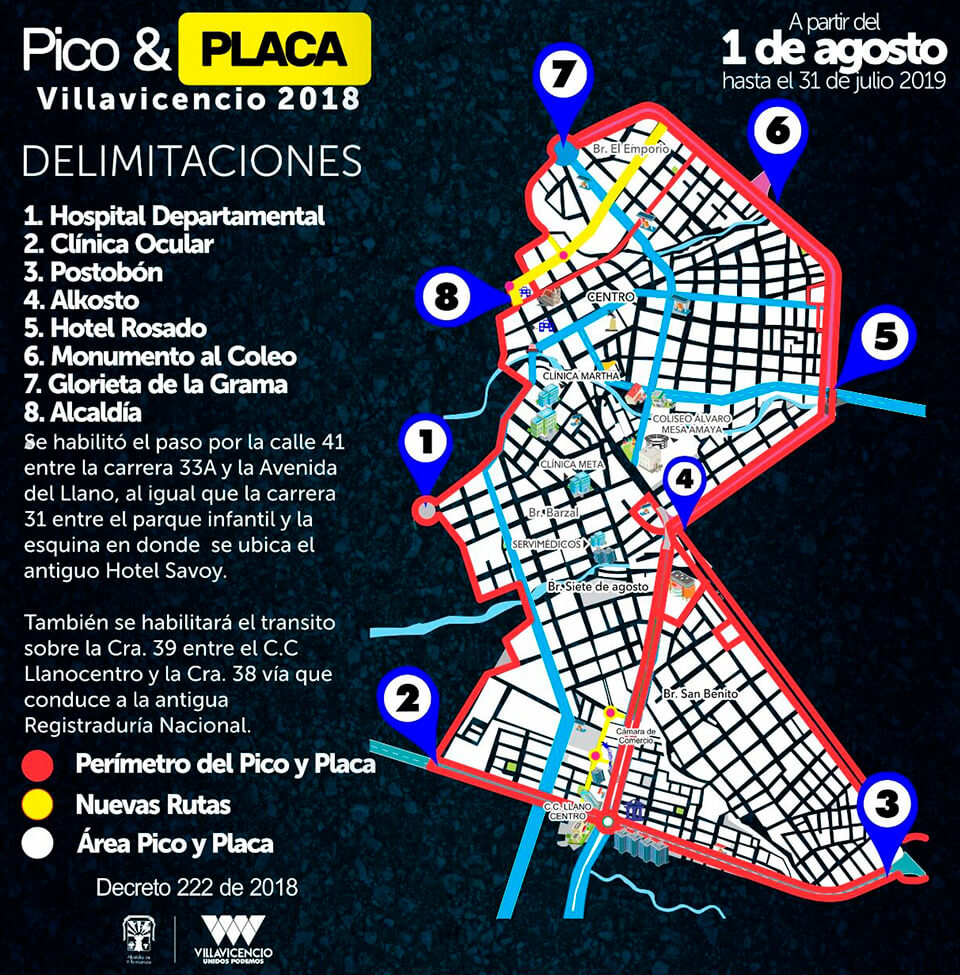 Pico & PLACA
Villavicencio 2018
A partir del
1 de agosto
hasta el 31 de julio 2019
DELIMITACIONES
1. Hospital Departamental
2. Clínica Ocular
3. Postobón
4. Alkosto
5. Hotel Rosado
6. Monumento al Coleo
7. Glorieta de la Grama
8. Alcaldía
Se habilitó el paso por la calle 41
entre la carrera 33A y la Avenida
del Llano, al igual que la carrera
31 entre el parque infantil y la
esquina en donde se ubica el
antiguo Hotel Savoy.
También se habilitará el transito
sobre la Cra. 39 entre el C.C
Llanocentro y la Cra. 38 vía que
conduce a la antigua
Registraduría Nacional.
Perímetro del Pico y Placa
Nuevas Rutas
Área Pico y Placa
Decreto 222 de 2018
Alcaldía de
Villavicencio
VILLAVICENCIO
UNIDOS PODEMOS
7
6
Br. El Emporio
8
CENTRO
5
CLÍNICA MARTHA
COLISEO ÁLVARO
MESA AMAYA
1
CLÍNICA META
4
Br. Barzal
SERVIMÉDICOS
Br. Siete de agosto
2
Br. San Benito
Cámara de
Comercio
C.C. LLANO
CENTRO
3